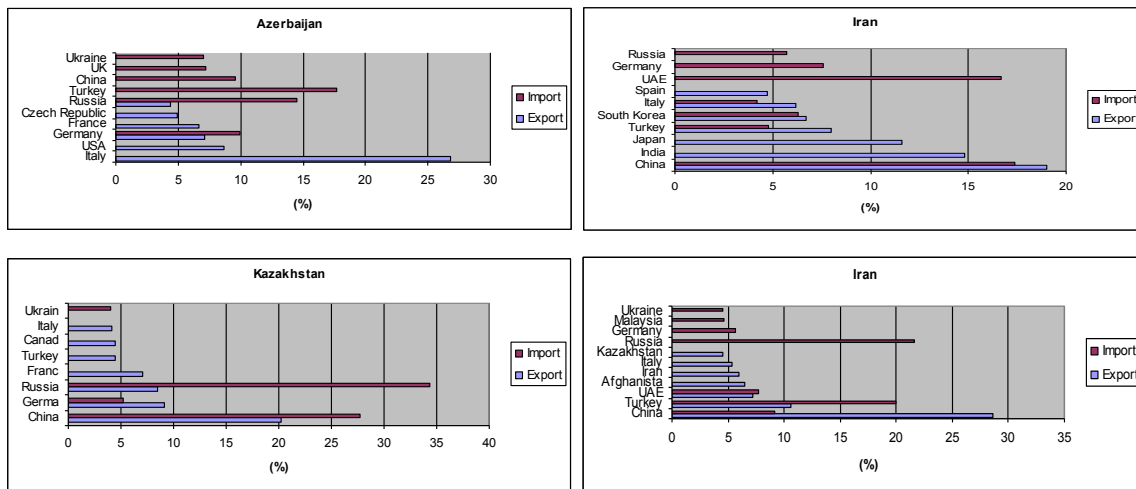 Azerbaijan
Ukraine
UK
China
Turkey
Russia
Czech Republic
France
Germany
USA
Italy
0 5 10 15 20 25 30
(%)
Import
Export
Iran
Russia
Germany
UAE
Spain
Italy
South Korea
Turkey
Japan
India
China
0 5 10 15 20
(%)
Import
Export
Kazakhstan
Ukrain
Italy
Canad
Turkey
Franc
Russia
Germa
China
0 5 10 15 20 25 30 35 40
(%)
Import
Export
Iran
Ukraine
Malaysia
Germany
Russia
Kazakhstan
Italy
Iran
Afghanista
UAE
Turkey
China
0 5 10 15 20 25 30 35
(%)
Import
Export